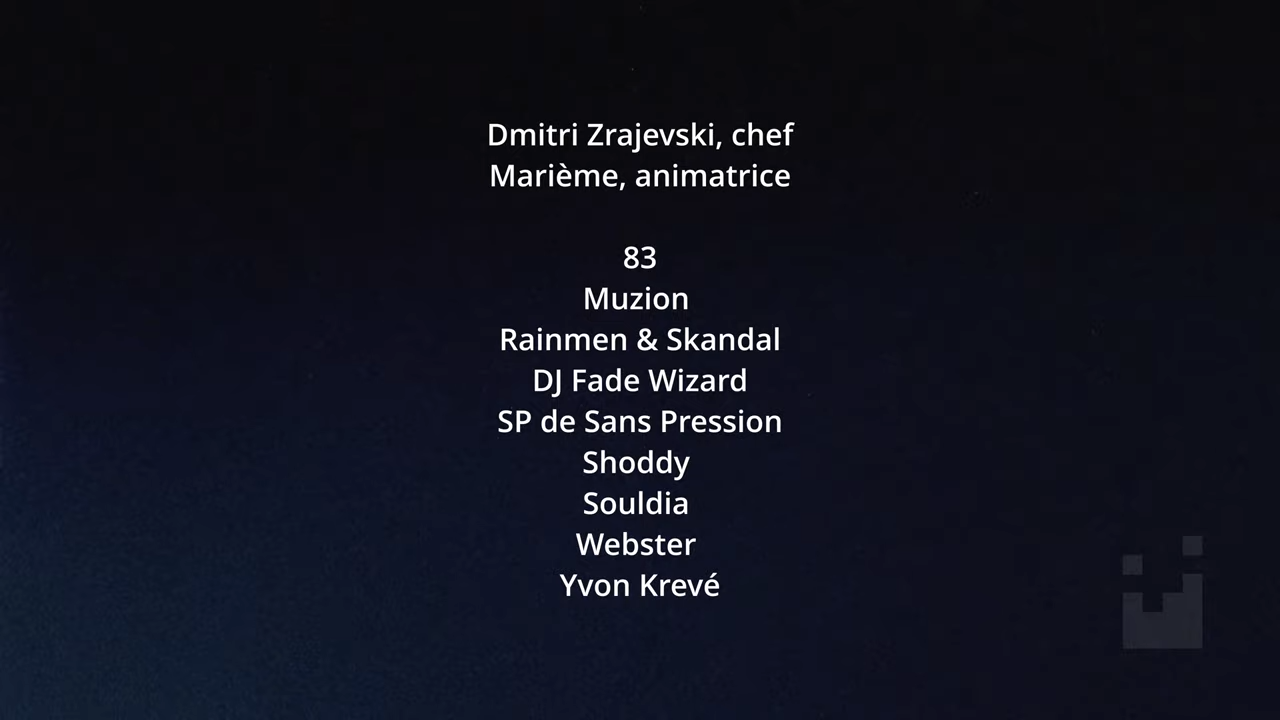 Dmitri Zrajevski, chef
Marième, animatrice
83
Muzion
Rainmen & Skandal
DJ Fade Wizard
SP de Sans Pression
Shoddy
Souldia
Webster
Yvon Krevé